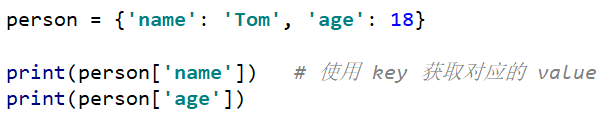 person = {'name': 'Tom', 'age': 18}
print(person['name'])   # 使用 key 获取对应的 value
print(person['age'])